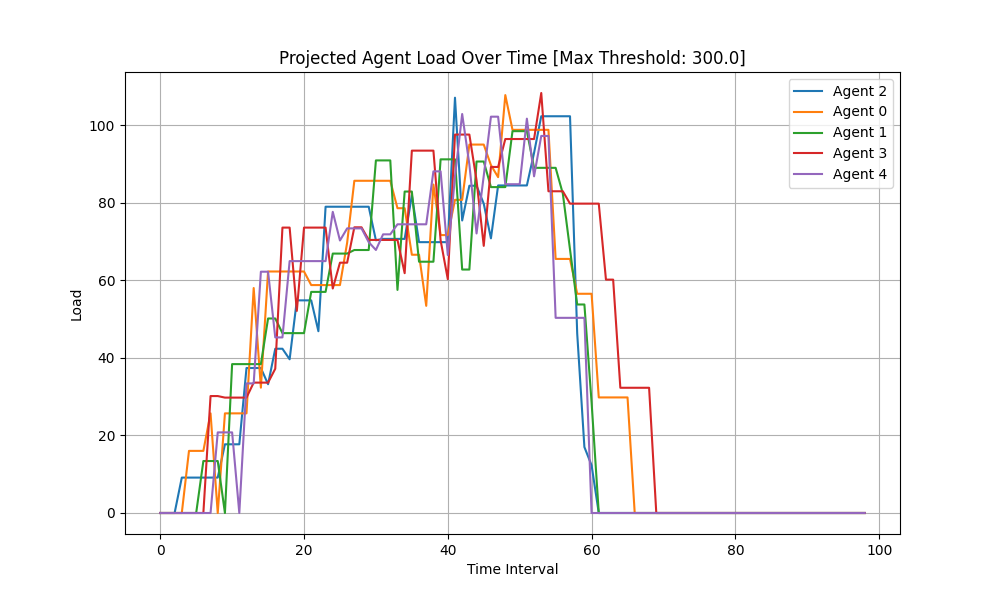 Projected Agent Load Over Time [Max Threshold: 300.0]
Load
100
80
60
40
20
0
0 20 40 60 80 100
Time Interval
Agent 2
Agent 0
Agent 1
Agent 3
Agent 4